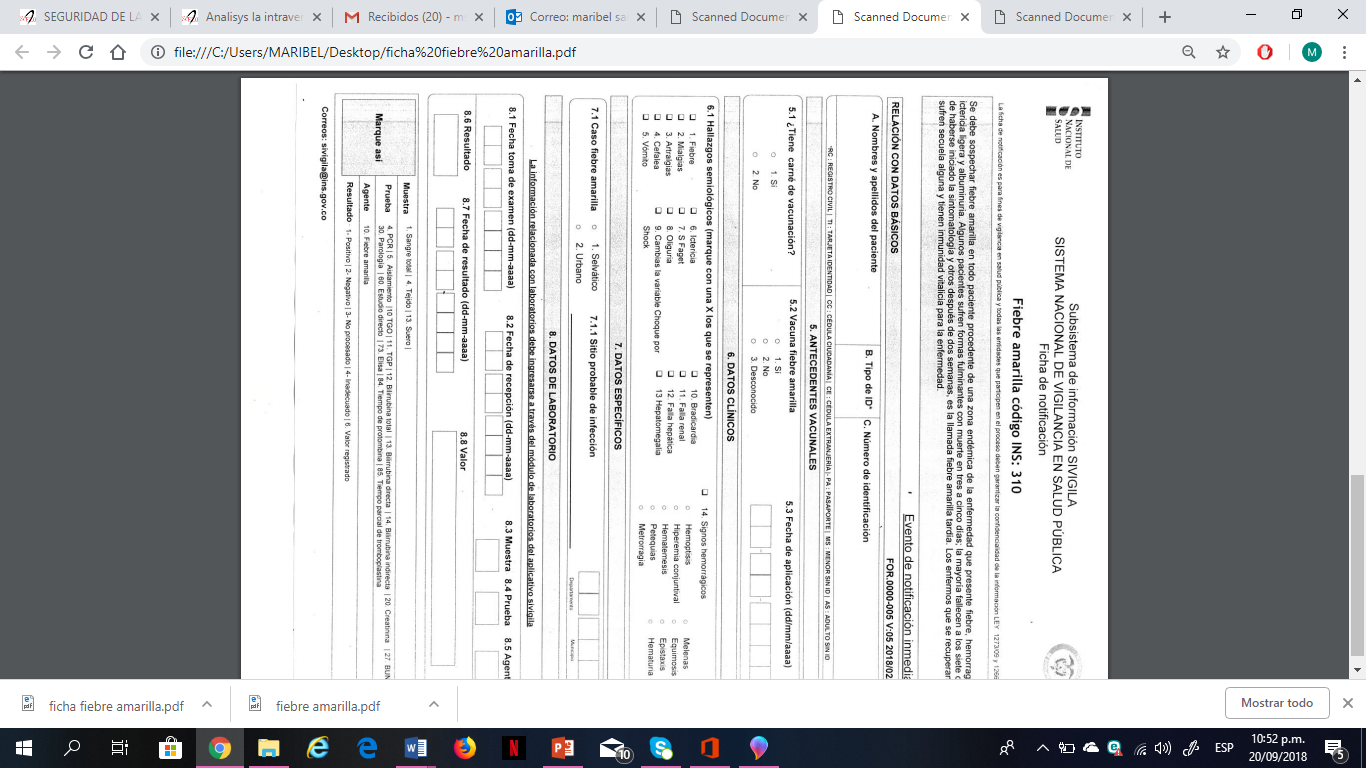 SEGURIDAD DE LA
Analisys la intraver
Recibidos (20) - m
Correo: maribel sa
Scanned Documen
Scanned Documen
Scanned Documen
file:///C:/Users/MARIBEL/Desktop/ficha%20fiebre%20amarilla.pdf
M
INSTITUTO
NACIONAL DE
SALUD
Subsistema de información SIVIGILA
SISTEMA NACIONAL DE VIGILANCIA EN SALUD PÚBLICA
Ficha de notificación
Fiebre amarilla código INS: 310
La ficha de notificación es para fines de vigilancia en salud pública y todas las entidades que participen en el proceso deben garantizar la confidencialidad de la información LEY 1273/09 y 1266
Se debe sospechar fiebre amarilla en todo paciente procedente de una zona endémica de la enfermedad que presente fiebre, hemorrag
ictericia ligera y albuminuria. Algunos pacientes sufren formas fulminantes con muerte en tres a cinco días; la mayoría fallecen a los siete
de haberse iniciado la sintomatología y otros después de dos semanas, es la llamada fiebre amarilla tardía. Los enfermos que se recuperan
sufren secuela alguna y tienen inmunidad vitalicia para la enfermedad.
Evento de notificación inmedia
RELACIÓN CON DATOS BÁSICOS
FOR.0000-005 V:05 2018/02
A. Nombres y apellidos del paciente
B. Tipo de ID*
C. Número de identificación
*RC : REGISTRO CIVIL | TI : TARJETA IDENTIDAD | CC : CÉDULA CIUDADANÍA | CE : CÉDULA EXTRANJERÍA |- PA : PASAPORTE | MS : MENOR SIN ID | AS : ADULTO SIN ID
5. ANTECEDENTES VACUNALES
5.1 ¿Tiene carné de vacunación?
1. Sí
2. No
5.2 Vacuna fiebre amarilla
1. Sí
2. No
3. Desconocido
5.3 Fecha de aplicación (dd/mm/aaaa)
6. DATOS CLÍNICOS
6.1 Hallazgos semiológicos (marque con una X los que se representen)
1. Fiebre
2. Mialgias
3. Artralgias
4. Cefalea
5. Vómito
6. Ictericia
7. S Faget
8. Oliguria
9. Cambias la variable Choque por
Shock
10. Bradicardia
11. Falla renal
12. Falla hepática
13 Hepatomegalia
14. Signos hemorrágicos
Hemoptisis
Hiperemia conjuntival
Hematemesis
Petequias
Metrorragia
Melenas
Equimosis
Epistaxis
Hematuria
7. DATOS ESPECÍFICOS
7.1 Caso fiebre amarilla
1. Selvático
2. Urbano
7.1.1 Sitio probable de infección
Departamento
Municipio
8. DATOS DE LABORATORIO
La información relacionada con laboratorios debe ingresarse a través del módulo de laboratorios del aplicativo sivigila
8.1 Fecha toma de examen (dd-mm-aaaa)
8.2 Fecha de recepción (dd-mm-aaaa)
8.3 Muestra
8.4 Prueba
8.5 Agent
8.6 Resultado
8.7 Fecha de resultado (dd-mm-aaaa)
8.8 Valor
Marque así
Muestra
1. Sangre total | 4. Tejido | 13. Suero |
Prueba
4. PCR | 5. Aislamiento |10 TGO | 11. TGP | 12. Bilirrubina total | 13. Bilirrubina directa | 14. Bilirrubina indirecta | 20. Creatinina | 27 BUN
30. Patología | 60. Estudio directo | 73. Elisa | 84. Tiempo de protombina | 85. Tiempo parcial de tromboplastina
Agente
10. Fiebre amarilla
Resultado
1- Positivo | 2- Negativo | 3- No procesado | 4- Inadecuado | 6. Valor registrado
Correos: sivigila@ins.gov.co
ficha fiebre amarilla.pdf
fiebre amarilla.pdf
Mostrar todo
10
ESP
10:52 p.m.
20/09/2018
5